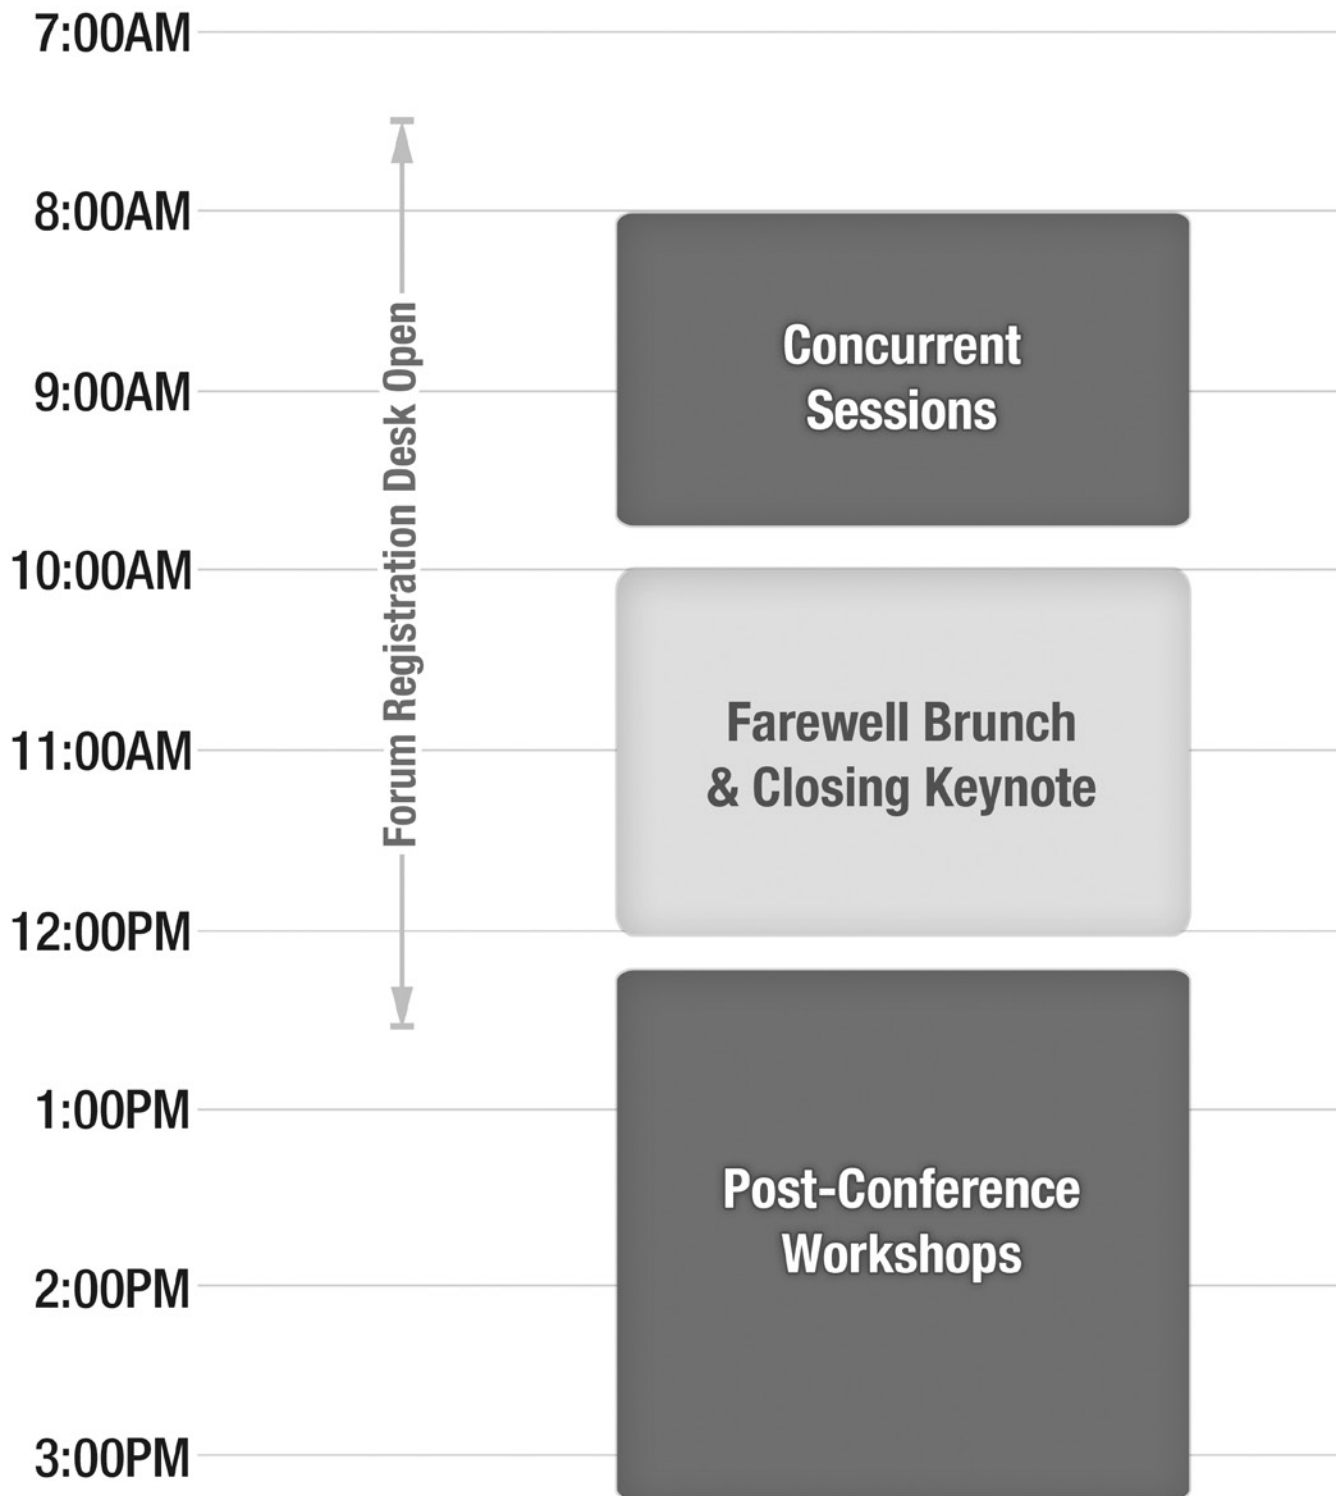 7:00AM
8:00AM
9:00AM
10:00AM
11:00AM
12:00PM
1:00PM
2:00PM
3:00PM
Forum Registration Desk Open
Concurrent
Sessions
Farewell Brunch
& Closing Keynote
Post-Conference
Workshops